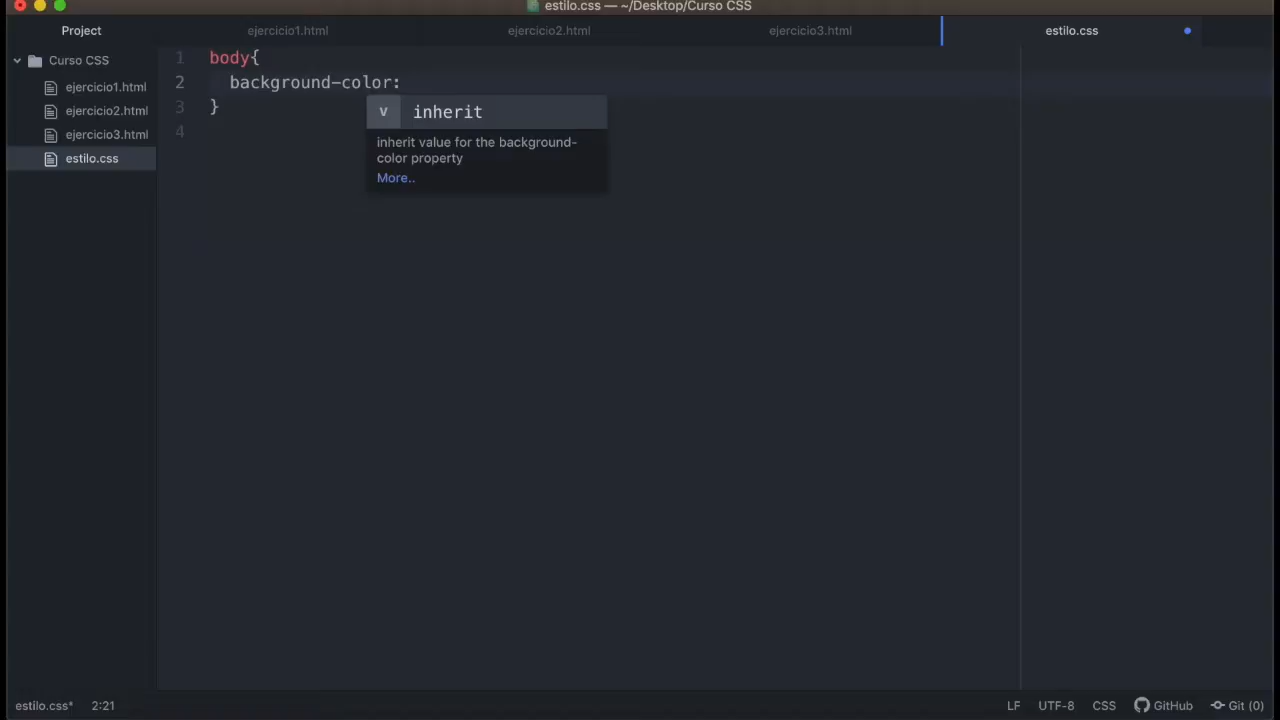 estilo.css — ~/Desktop/Curso CSS
Project
ejercicio1.html
ejercicio2.html
ejercicio3.html
estilo.css
Curso CSS
ejercicio1.html
ejercicio2.html
ejercicio3.html
estilo.css
1 body{
2 background-color:
3 }
4
v inherit
inherit value for the background-
color property
More..
estilo.css* 2:21
LF UTF-8 CSS GitHub Git (0)